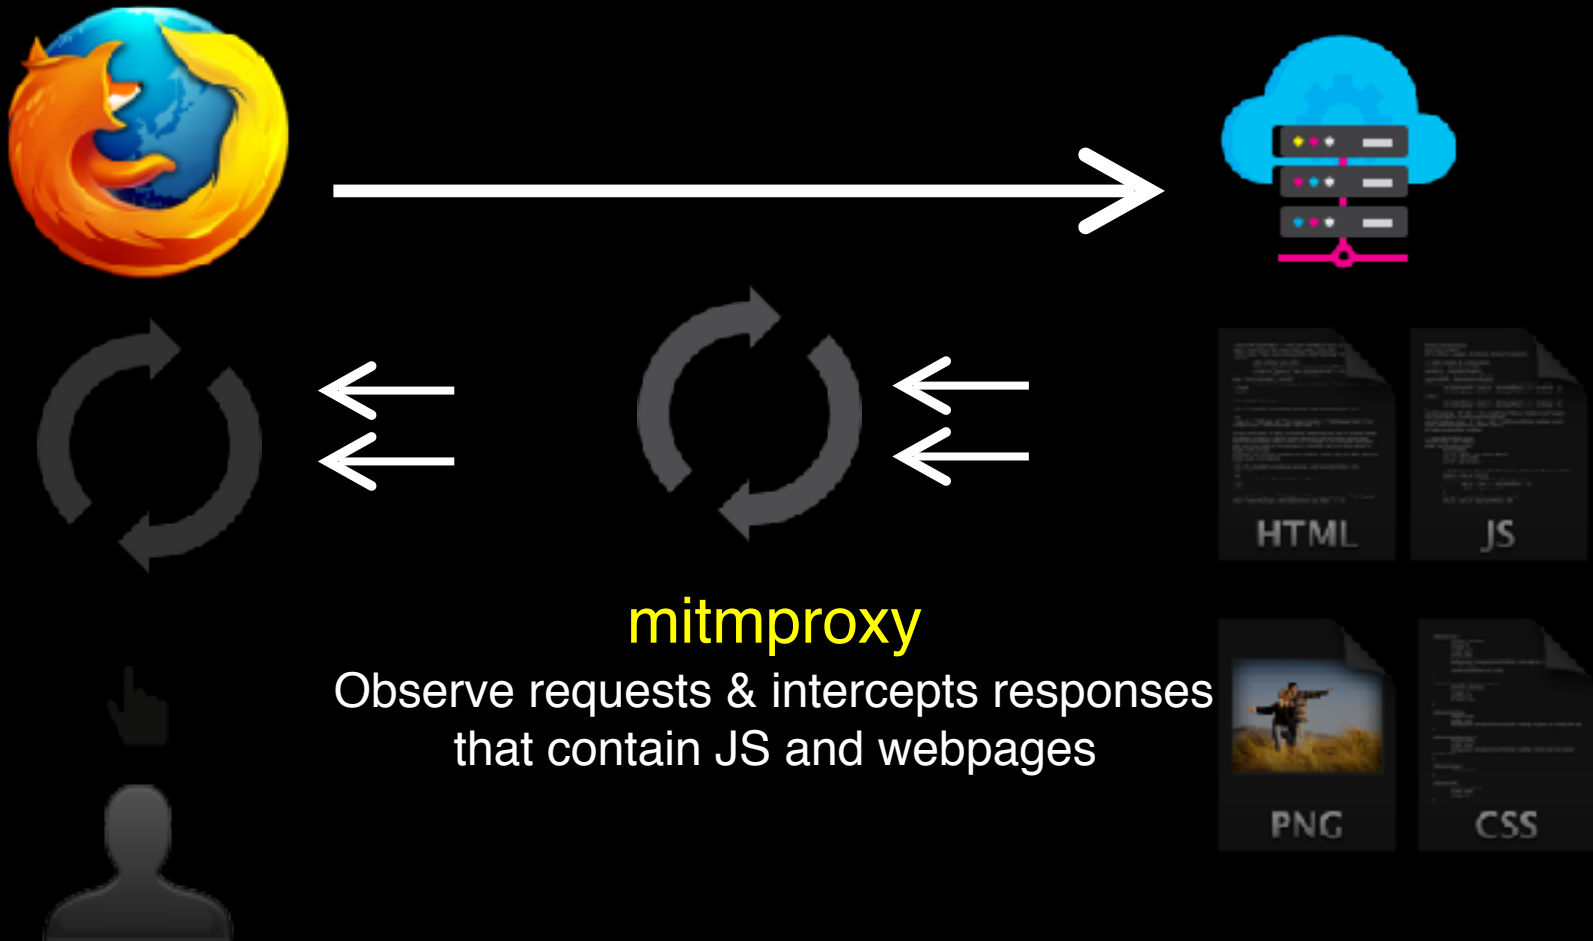 HTML
JS
mitmproxy
Observe requests & intercepts responses
that contain JS and webpages
PNG
CSS